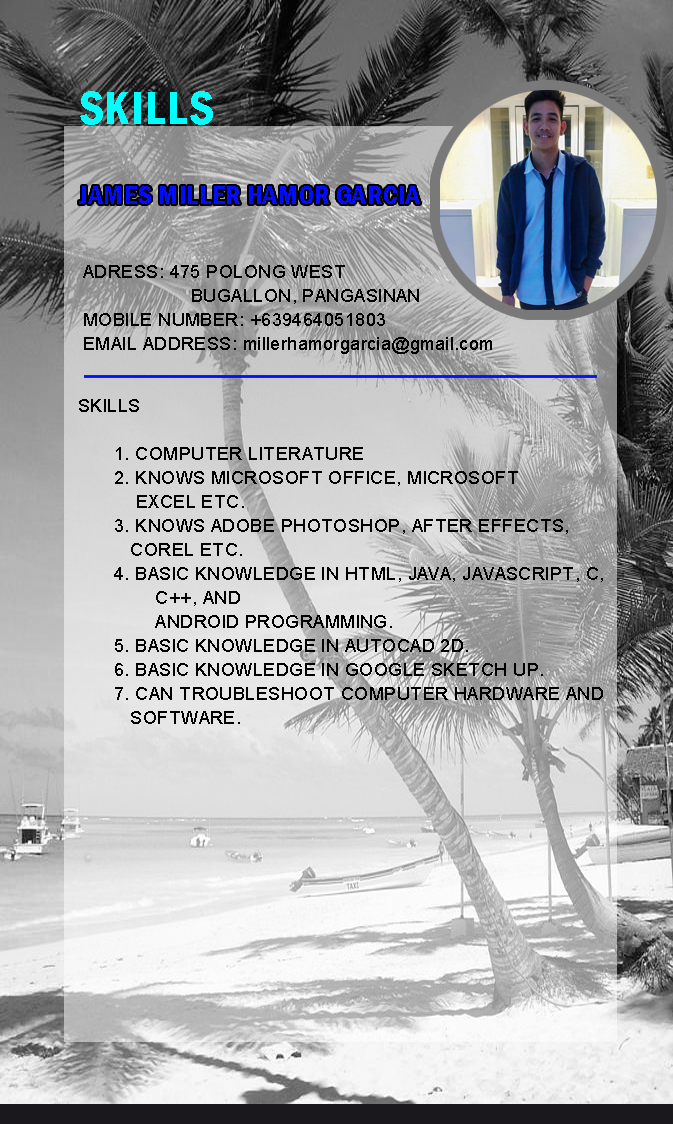 SKILLS
JAMES MILLER HAMOR GARCIA
ADRESS: 475 POLONG WEST
BUGALLON, PANGASINAN
MOBILE NUMBER: +639464051803
EMAIL ADDRESS: millerhamorgarcia@gmail.com
SKILLS
1. COMPUTER LITERATURE
2. KNOWS MICROSOFT OFFICE, MICROSOFT
EXCEL ETC.
3. KNOWS ADOBE PHOTOSHOP, AFTER EFFECTS,
COREL ETC.
4. BASIC KNOWLEDGE IN HTML, JAVA, JAVASCRIPT, C,
C++, AND
ANDROID PROGRAMMING.
5. BASIC KNOWLEDGE IN AUTOCAD 2D.
6. BASIC KNOWLEDGE IN GOOGLE SKETCH UP.
7. CAN TROUBLESHOOT COMPUTER HARDWARE AND
SOFTWARE.
TAXI